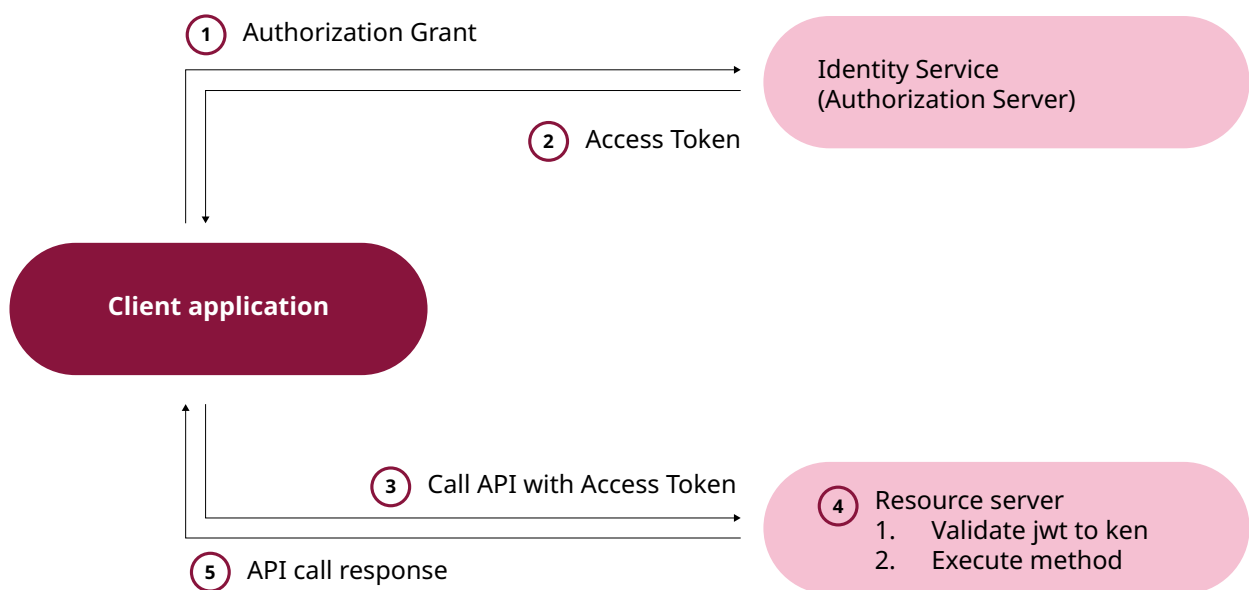 1 Authorization Grant
Identity Service
(Authorization Server)
2 Access Token
Client application
3 Call API with Access Token
4 Resource server
1. Validate jwt to ken
2. Execute method
5 API call response